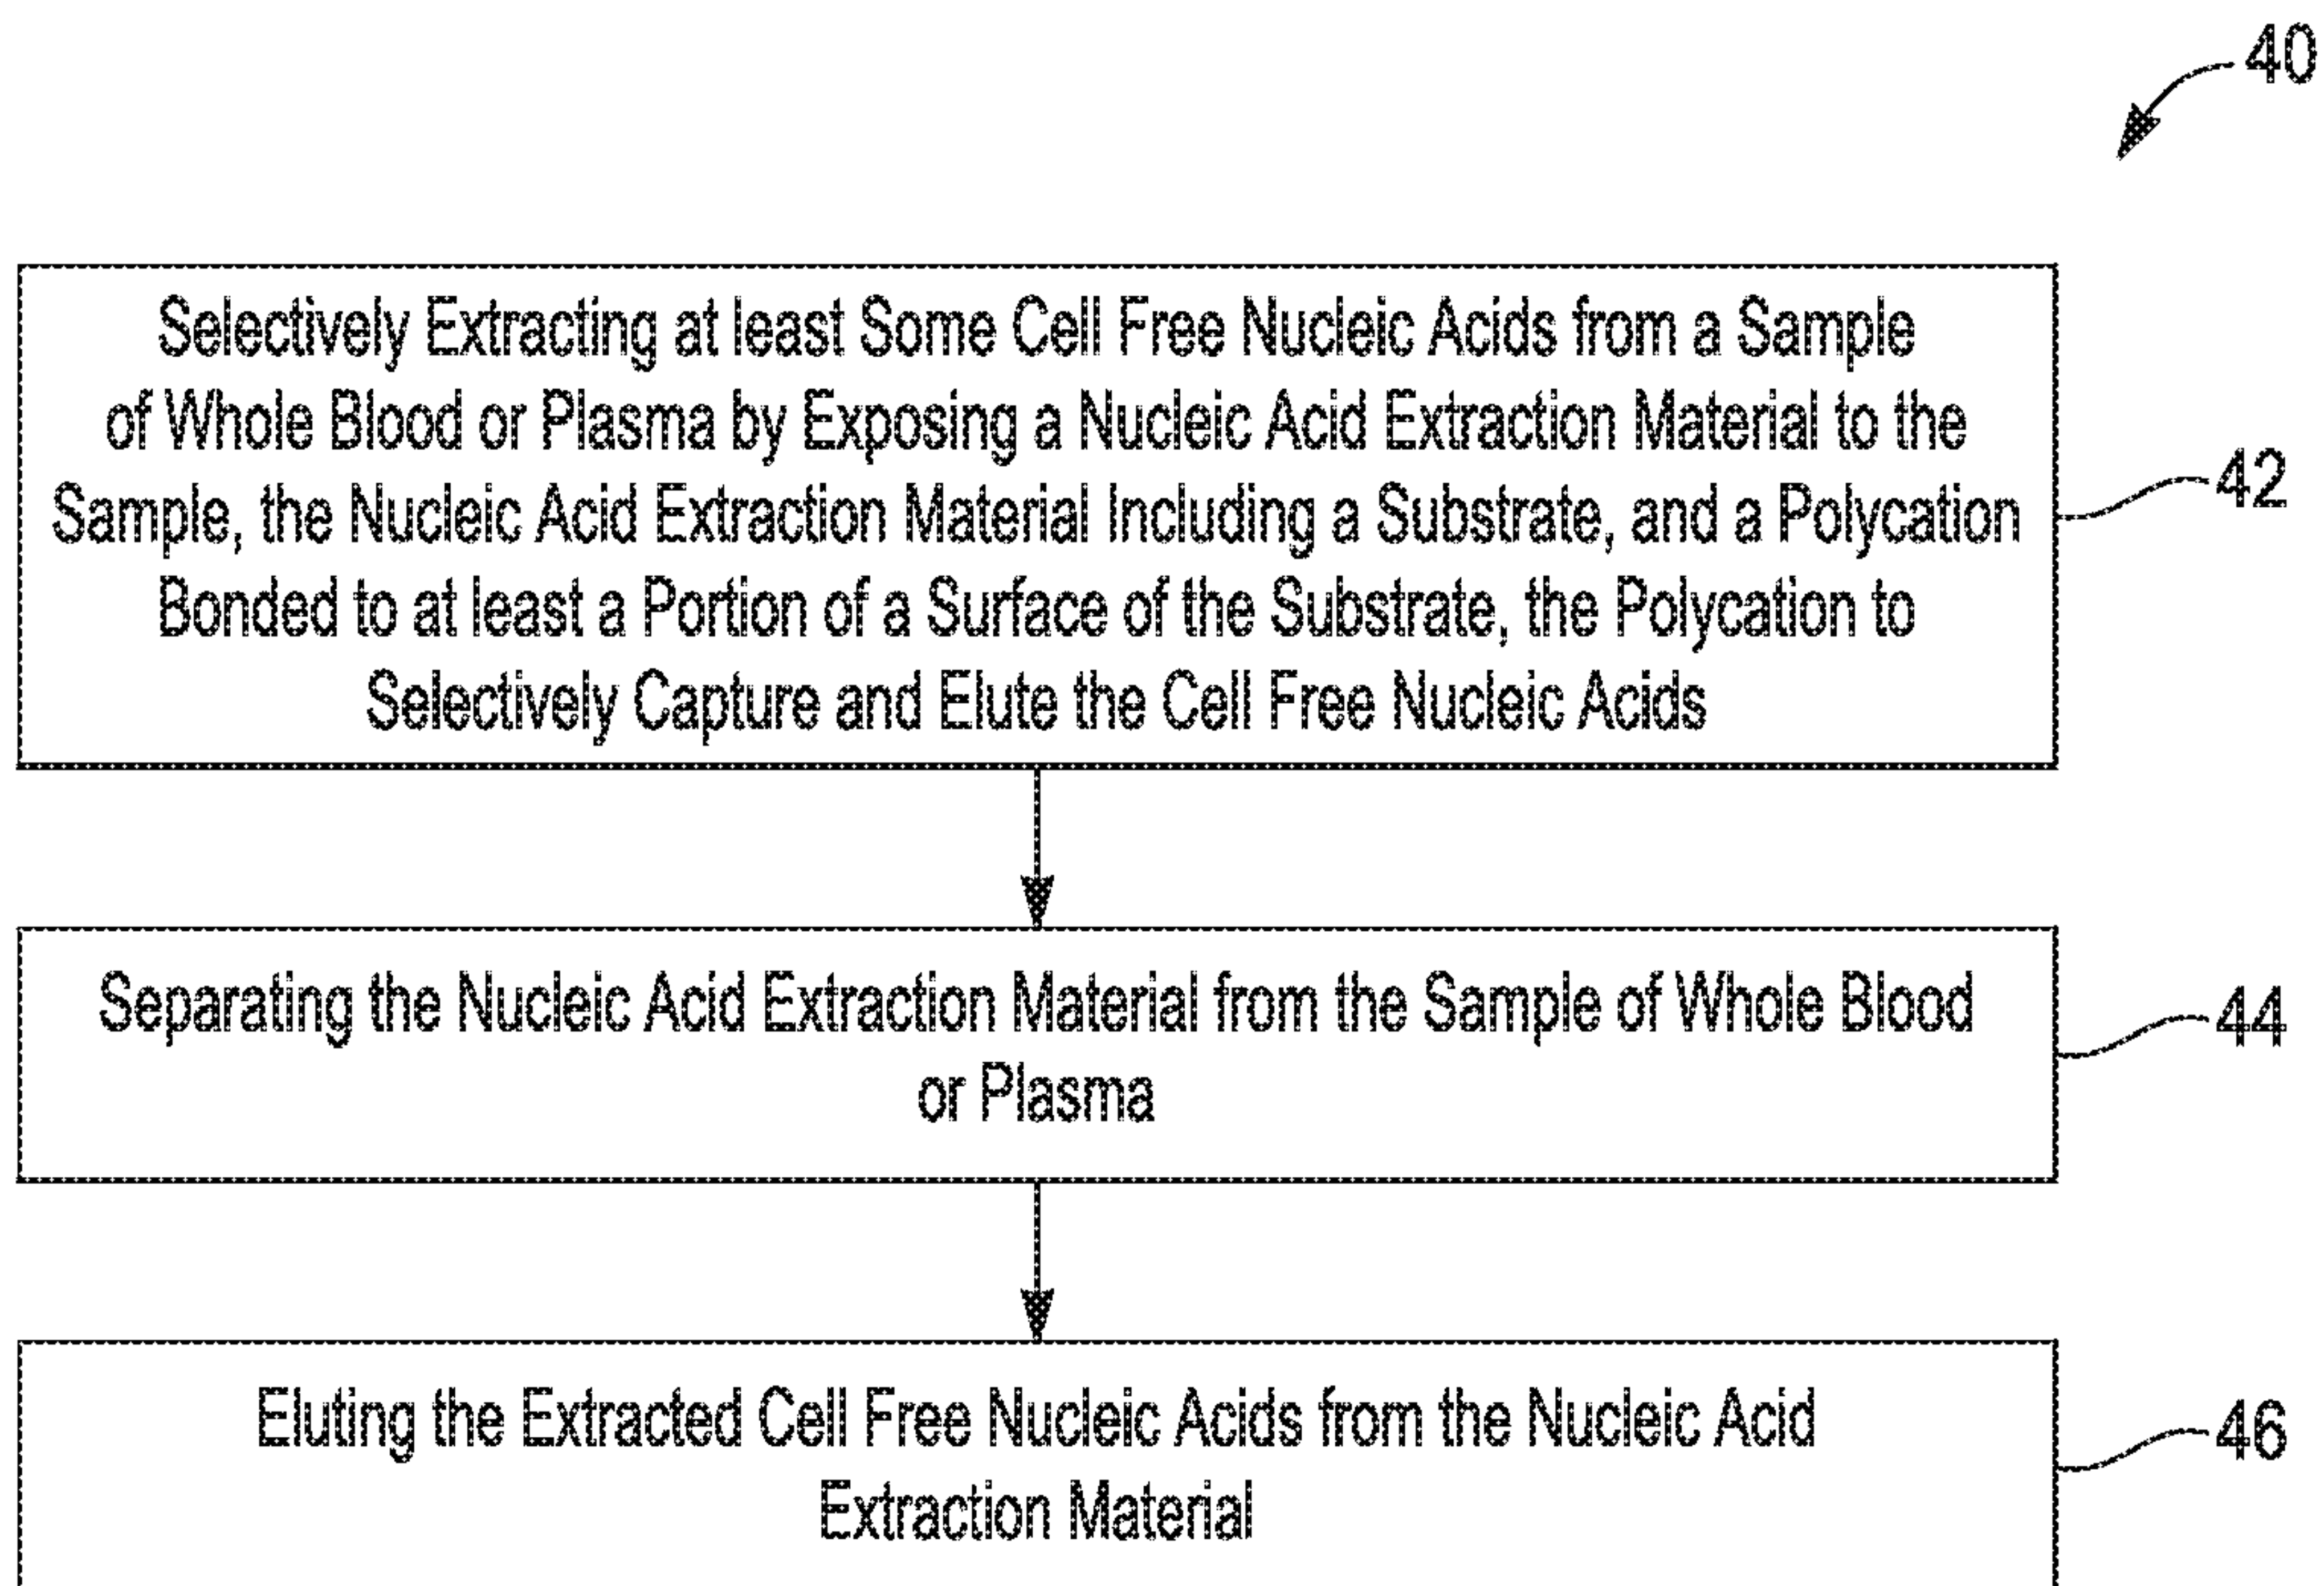 40
Selectively Extracting at least Some Cell Free Nucleic Acids from a Sample
of Whole Blood or Plasma by Exposing a Nucleic Acid Extraction Material to the
Sample, the Nucleic Acid Extraction Material Including a Substrate, and a Polycation
Bonded to at least a Portion of a Surface of the Substrate, the Polycation to
Selectively Capture and Elute the Cell Free Nucleic Acids
42
Separating the Nucleic Acid Extraction Material from the Sample of Whole Blood
or Plasma
44
Eluting the Extracted Cell Free Nucleic Acids from the Nucleic Acid
Extraction Material
46